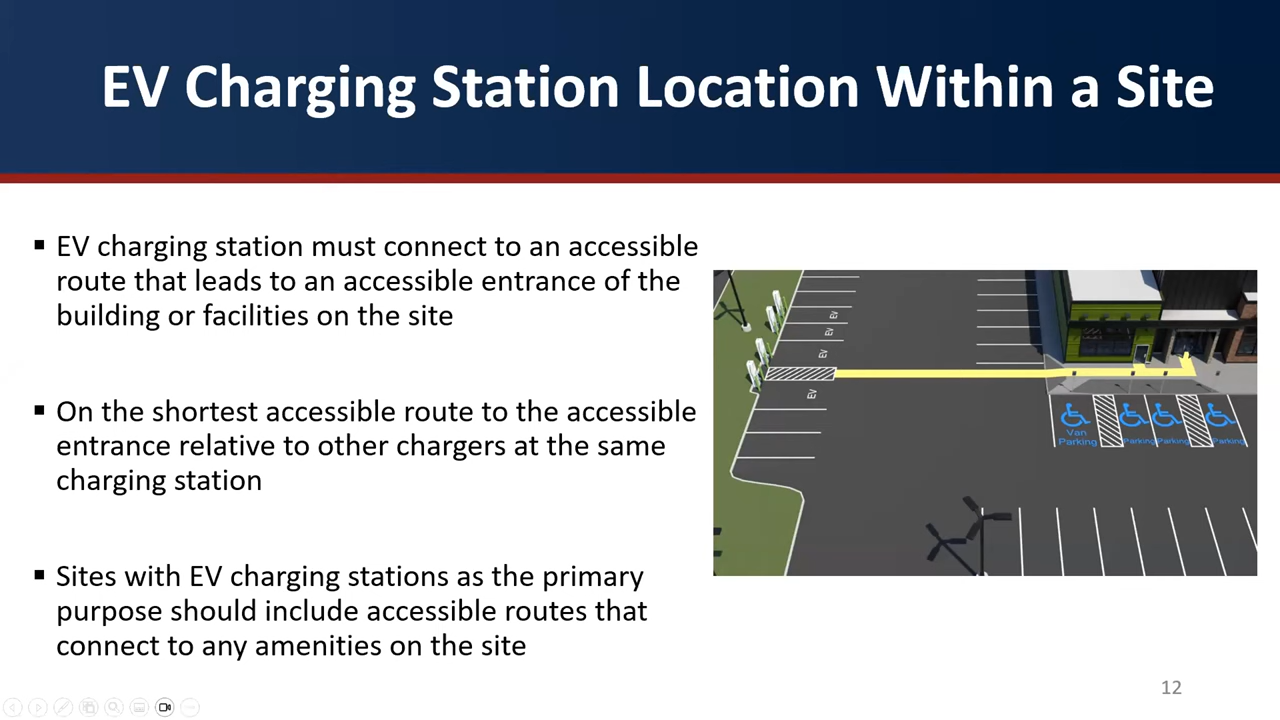 EV Charging Station Location Within a Site
▪ EV charging station must connect to an accessible
route that leads to an accessible entrance of the
building or facilities on the site
▪ On the shortest accessible route to the accessible
entrance relative to other chargers at the same
charging station
▪ Sites with EV charging stations as the primary
purpose should include accessible routes that
connect to any amenities on the site
EV
EV
EV
EV
Van
Parking
Parking
Parking
Parking
12